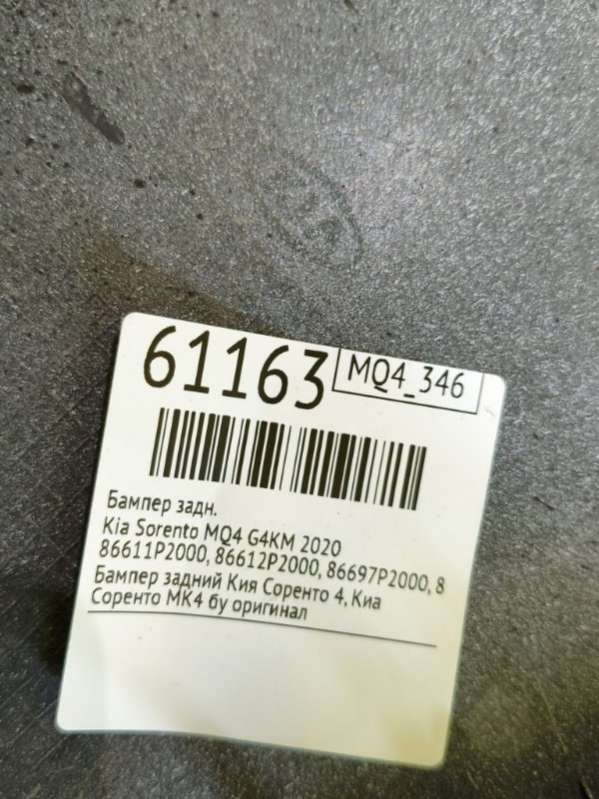 61163
MQ4_346
Бампер задн.
Kia Sorento MQ4 G4KM 2020
86611P2000, 86612P2000, 86697P2000, 8
Бампер задний Кия Соренто 4, Киа
Соренто МК4 бу оригинал